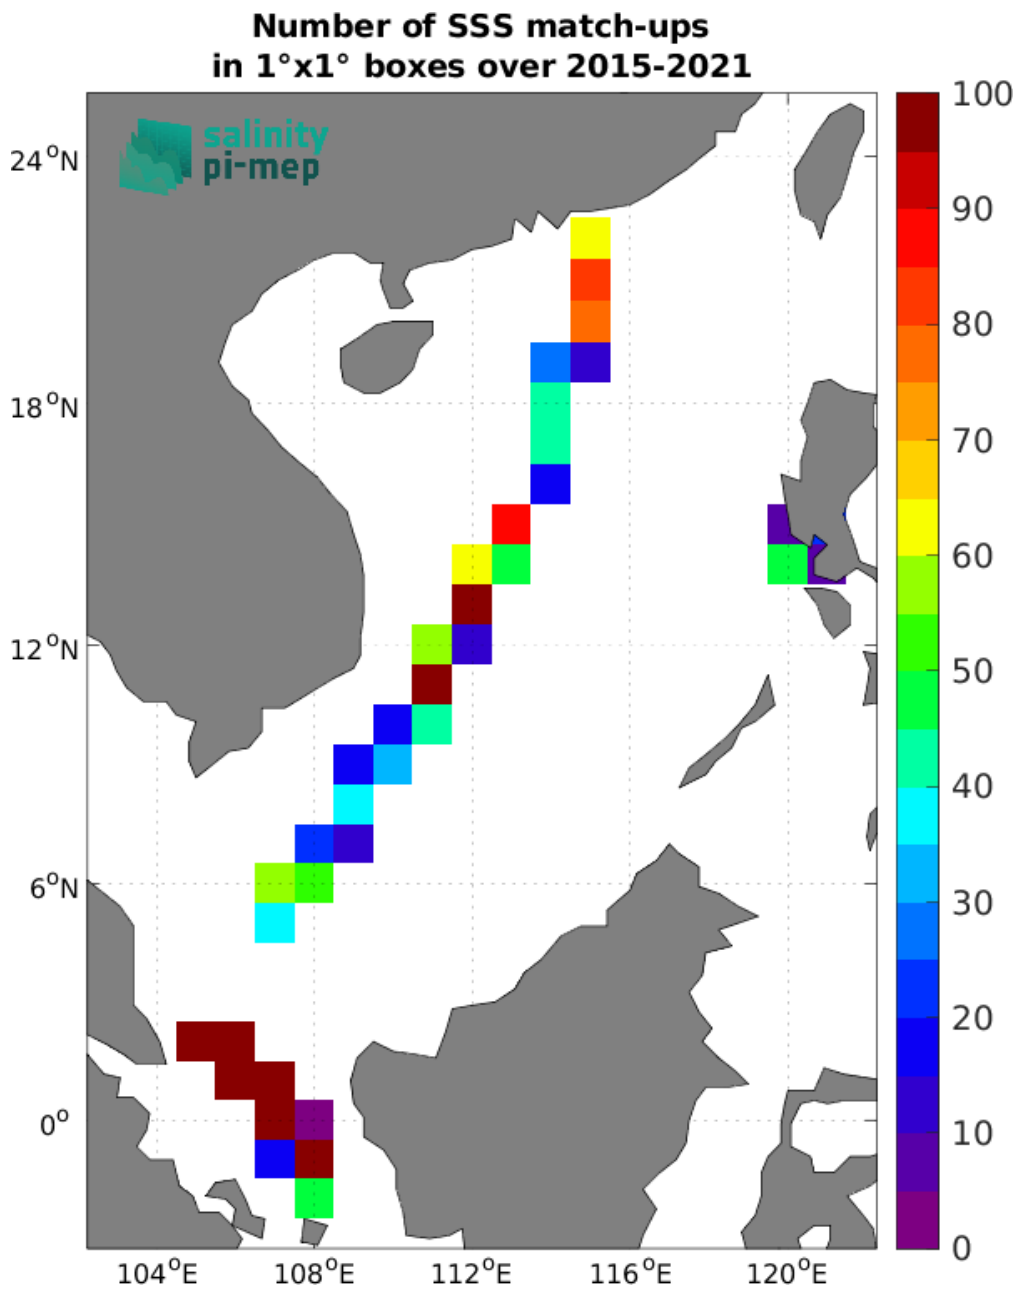 Number of SSS match-ups
in 1°x1° boxes over 2015-2021
salinity
pi-mep
24°N
18°N
12°N
6°N
0°
104°E
108°E
112°E
116°E
120°E
100
90
80
70
60
50
40
30
20
10
0